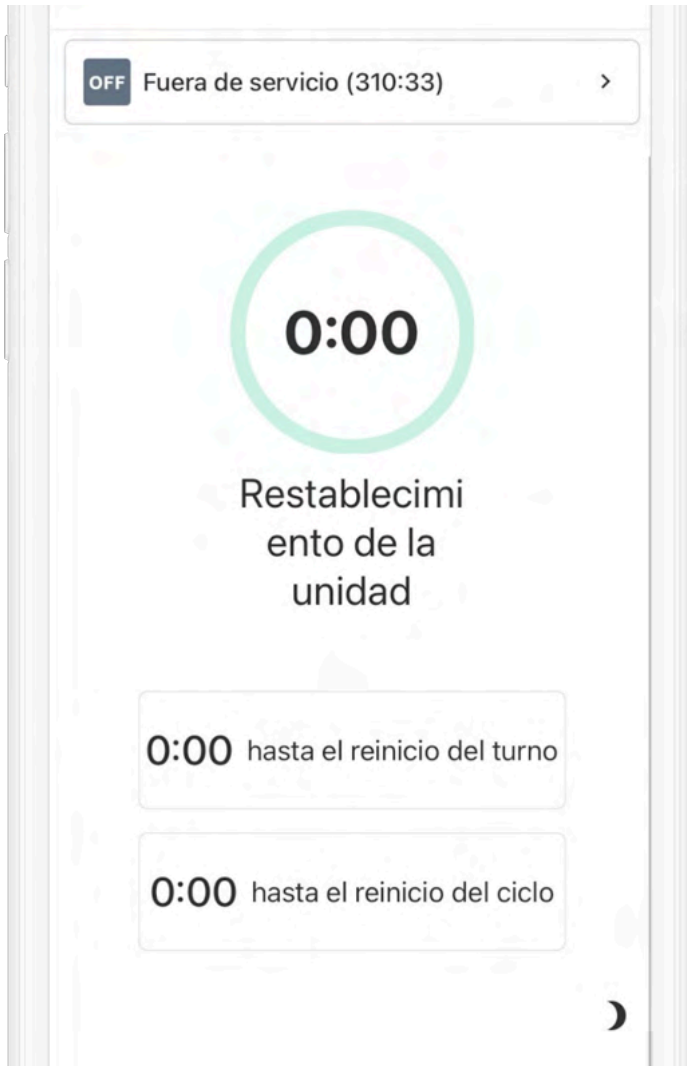 OFF Fuera de servicio (310:33)
0:00
Restablecimi
ento de la
unidad
0:00 hasta el reinicio del turno
0:00 hasta el reinicio del ciclo